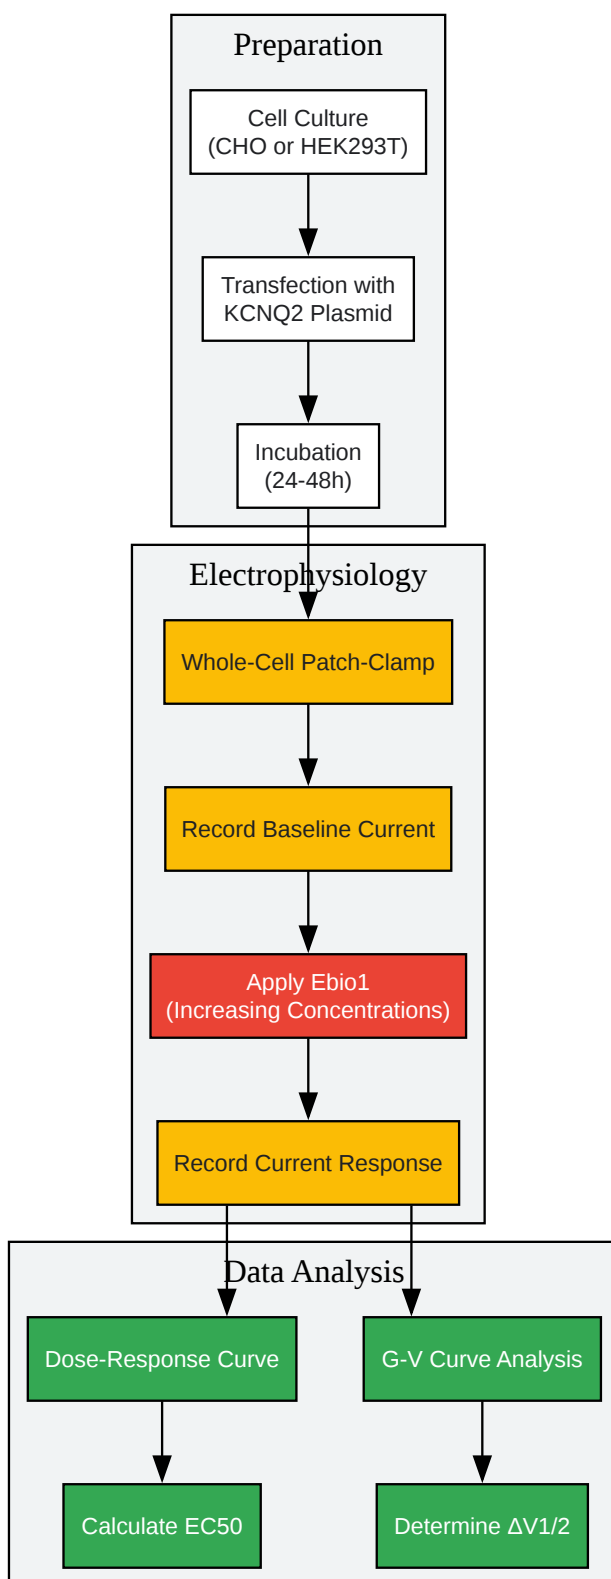 Preparation
Cell Culture
(CHO or HEK293T)
Transfection with
KCNQ2 Plasmid
Incubation
(24-48h)
Electrophysiology
Whole-Cell Patch-Clamp
Record Baseline Current
Apply Ebio1
(Increasing Concentrations)
Record Current Response
Data Analysis
Dose-Response Curve
G-V Curve Analysis
Calculate EC50
Determine ΔV1/2